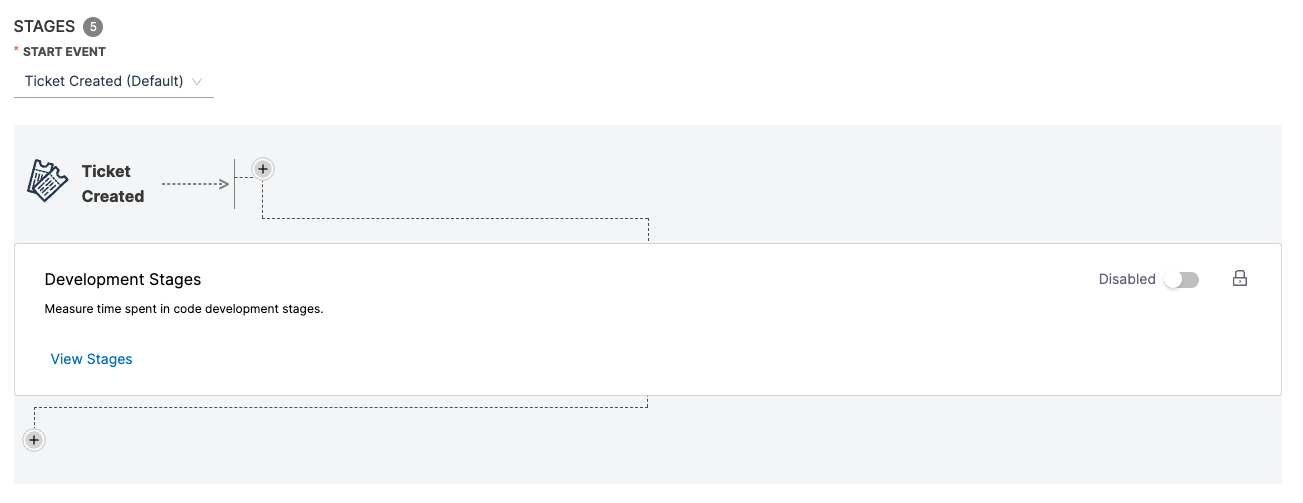 STAGES 5
* START EVENT
Ticket Created (Default)
Ticket
Created
+
Development Stages
Disabled
Measure time spent in code development stages.
View Stages
+